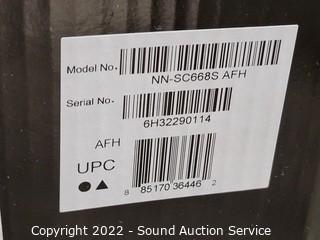 Model No.
NN-SC668S AFH
Serial No.
6H32290114
AFH
UPC
8 85170 36446 2
Copyright 2022 - Sound Auction Service